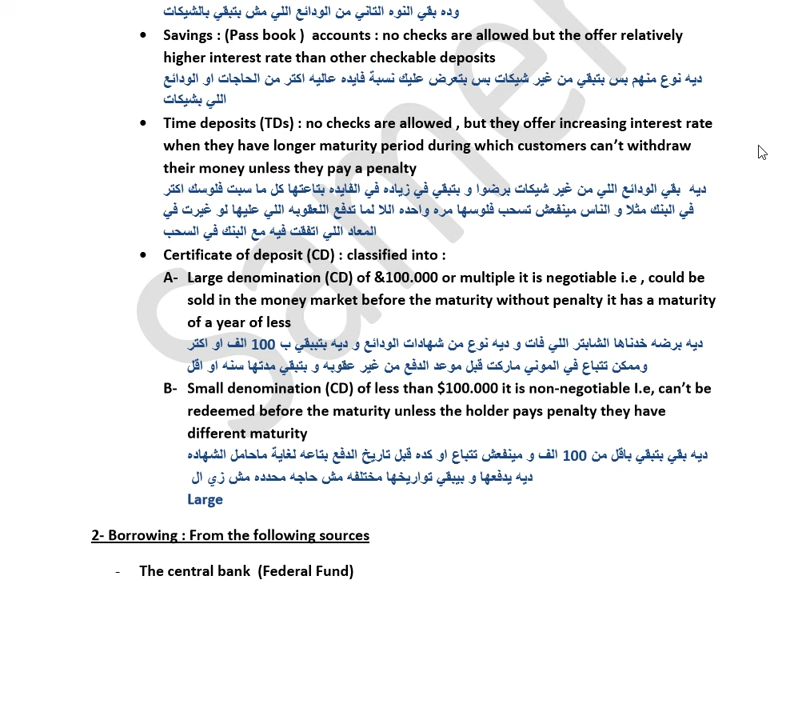 وده بقي النوه التاني من الودائع اللي مش بتبقي بالشيكات
• Savings : (Pass book ) accounts : no checks are allowed but the offer relatively
higher interest rate than other checkable deposits
ديه نوع منهم بس بتبقي من غير شيكات بس بتعرض عليك نسبة فايده عاليه اكتر من الحاجات او الودائع
اللي بشيكات
• Time deposits (TDs) : no checks are allowed , but they offer increasing interest rate
when they have longer maturity period during which customers can’t withdraw
their money unless they pay a penalty
ديه بقي الودائع اللي من غير شيكات برضوا و بتبقي في زياده في الفايده بتاعتها كل ما سبت فلوسك اكتر
في البنك مثلا و الناس مينفعش تسحب فلوسها مره واحده اللا لما تدفع اللعقوبه اللي عليها لو غيرت في
المعاد اللي اتفقت فيه مع البنك في السحب
• Certificate of deposit (CD) : classified into :
A- Large denomination (CD) of &100.000 or multiple it is negotiable i.e , could be
sold in the money market before the maturity without penalty it has a maturity
of a year of less
ديه برضه خدناها الشابتر اللي فات و ديه نوع من شهادات الودائع و ديه بتبقي ب 100 الف او اكتر
وممكن تتباع في الموني ماركت قبل موعد الدفع من غير عقوبه و بتبقي مدتها سنه او اقل
B- Small denomination (CD) of less than $100.000 it is non-negotiable I.e, can’t be
redeemed before the maturity unless the holder pays penalty they have
different maturity
ديه بقي بتبقي باقل من 100 الف و مينفعش تتباع او كده قبل تاريخ الدفع بتاعه لغاية ماحامل الشهاده
ديه يدفعها و بيبقي تواريخها مختلفه مش حاجه محدده مش زي ال
Large
2- Borrowing : From the following sources
- The central bank (Federal Fund)
Samer